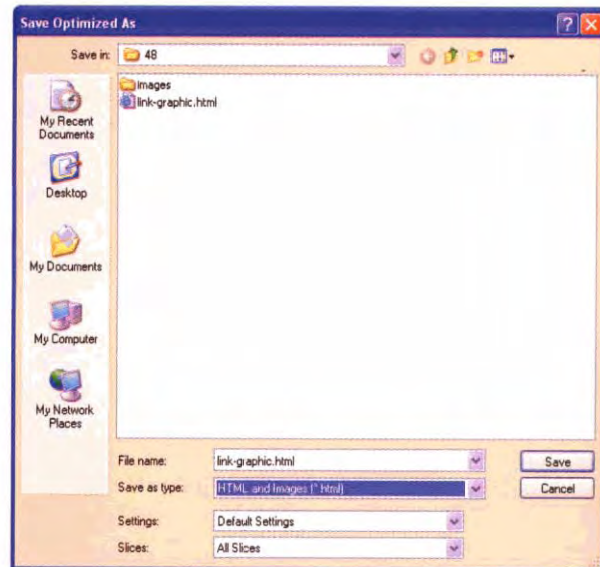 Save Optimized As
Save in: 48
images
link-graphic.html
My Recent
Documents
Desktop
My Documents
My Computer
My Network
Places
File name: link-graphic.html Save
Save as type: HTML and Images (*.html) Cancel
Settings: Default Settings
Slices: All Slices